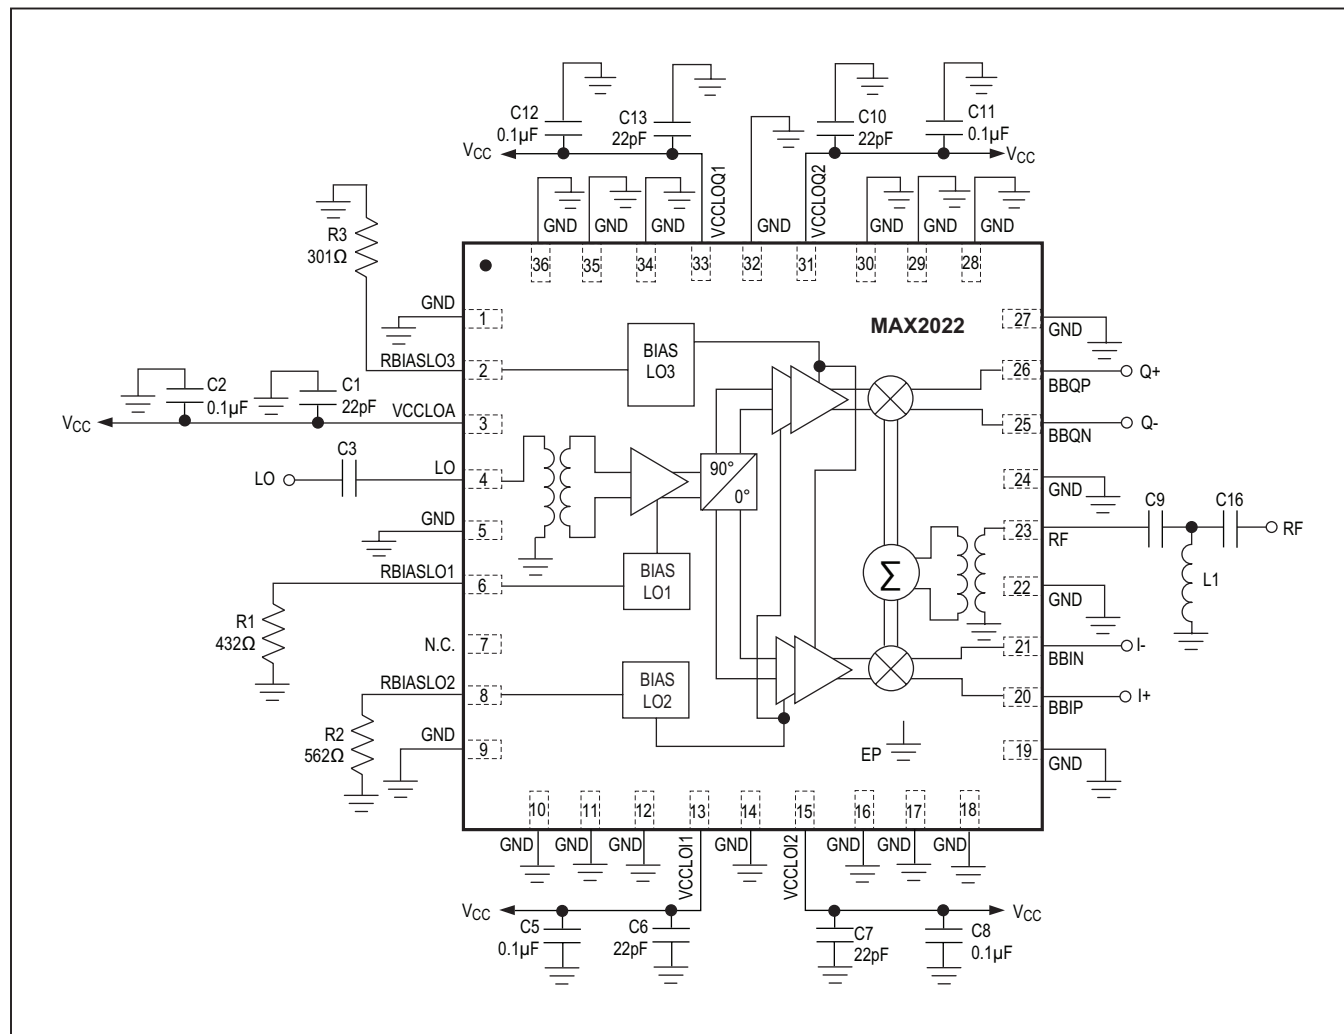 C12
0.1µF
C13
22pF
C10
22pF
C11
0.1µF
VCC
VCC
VCCLOQ1
VCCLOQ2
GND
GND
GND
GND
GND
GND
GND
R3
301Ω
36
35
34
33
32
31
30
29
28
MAX2022
GND
1
27
GND
RBIASLO3
2
BIAS
LO3
26
BBQP
Q+
C2
0.1µF
C1
22pF
VCC
VCCLOA
3
25
BBQN
Q-
C3
LO
LO
4
90°
0°
24
GND
GND
5
23
RF
C9
C16
RF
L1
RBIASLO1
6
BIAS
LO1
Σ
22
GND
R1
432Ω
N.C.
7
21
BBIN
I-
RBIASLO2
8
BIAS
LO2
20
BBIP
I+
R2
562Ω
GND
9
EP
19
GND
10
11
12
13
14
15
16
17
18
GND
GND
GND
VCCLOI1
GND
VCCLOI2
GND
GND
GND
VCC
VCC
C5
0.1µF
C6
22pF
C7
22pF
C8
0.1µF